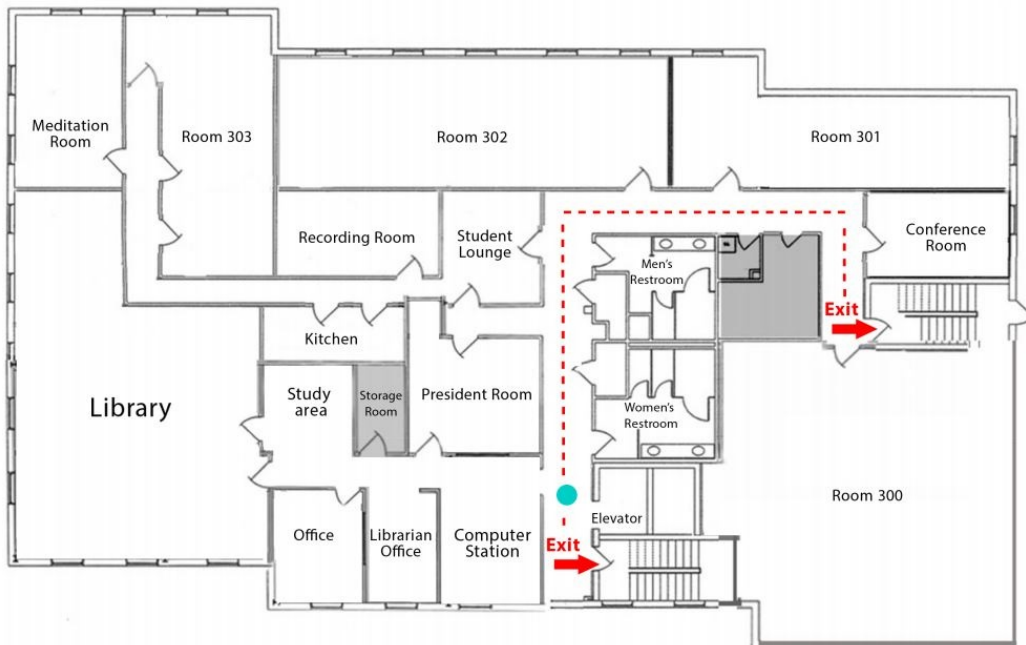 Meditation
Room
Room 303
Room 302
Room 301
Recording Room
Student
Lounge
Men's
Restroom
Conference
Room
Exit
Kitchen
Library
Study
area
Storage
Room
President Room
Women's
Restroom
Room 300
Office
Librarian
Office
Computer
Station
Elevator
Exit